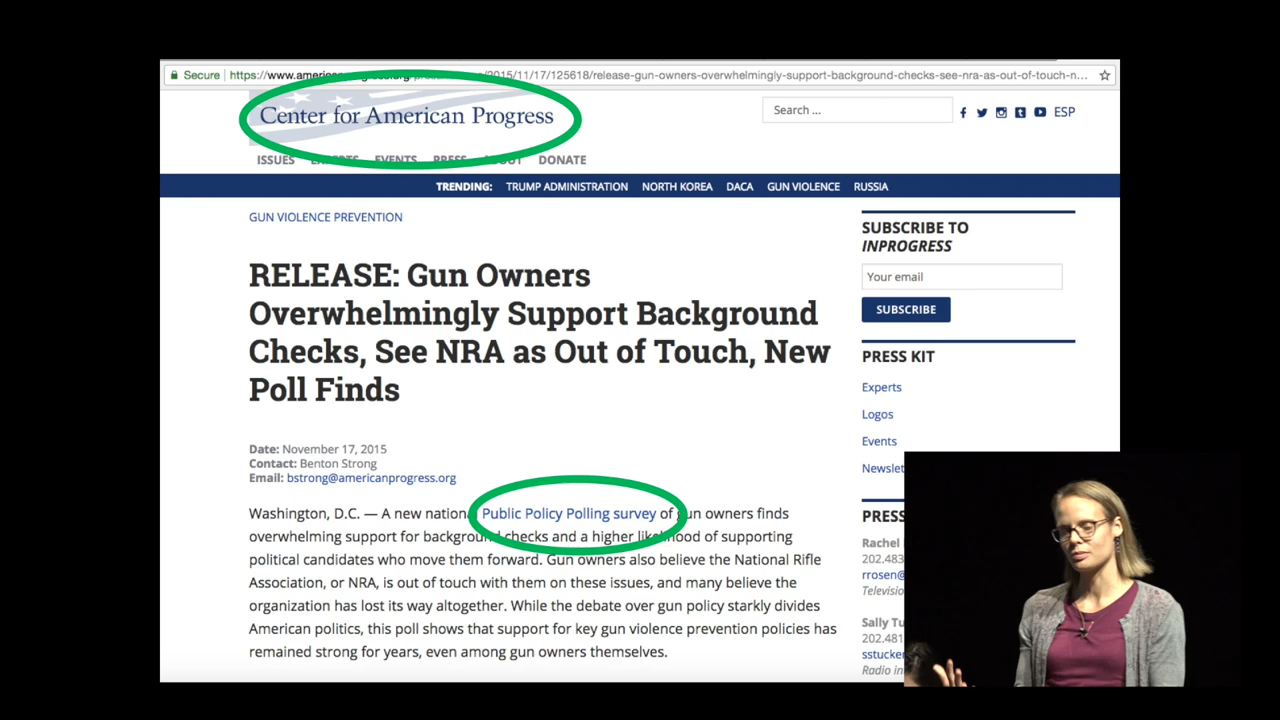 Secure
https://www.american
/2015/11/17/125618/release-gun-owners-overwhelmingly-support-background-checks-see-nra-as-out-of-touch-n...
Center for American Progress
Search ...
ESP
ISSUES EXPERTS EVENTS PRESS ABOUT DONATE
TRENDING: TRUMP ADMINISTRATION NORTH KOREA DACA GUN VIOLENCE RUSSIA
GUN VIOLENCE PREVENTION
RELEASE: Gun Owners
Overwhelmingly Support Background
Checks, See NRA as Out of Touch, New
Poll Finds
Date: November 17, 2015
Contact: Benton Strong
Email: bstrong@americanprogress.org
Washington, D.C. — A new national Public Policy Polling survey of gun owners finds
overwhelming support for background checks and a higher likelihood of supporting
political candidates who move them forward. Gun owners also believe the National Rifle
Association, or NRA, is out of touch with them on these issues, and many believe the
organization has lost its way altogether. While the debate over gun policy starkly divides
American politics, this poll shows that support for key gun violence prevention policies has
remained strong for years, even among gun owners themselves.
SUBSCRIBE TO
INPROGRESS
Your email
SUBSCRIBE
PRESS KIT
Experts
Logos
Events
Newslet
PRESS
Rachel
202.483
rrosen@
Televisio
Sally Tu
202.481
sstucker
Radio in